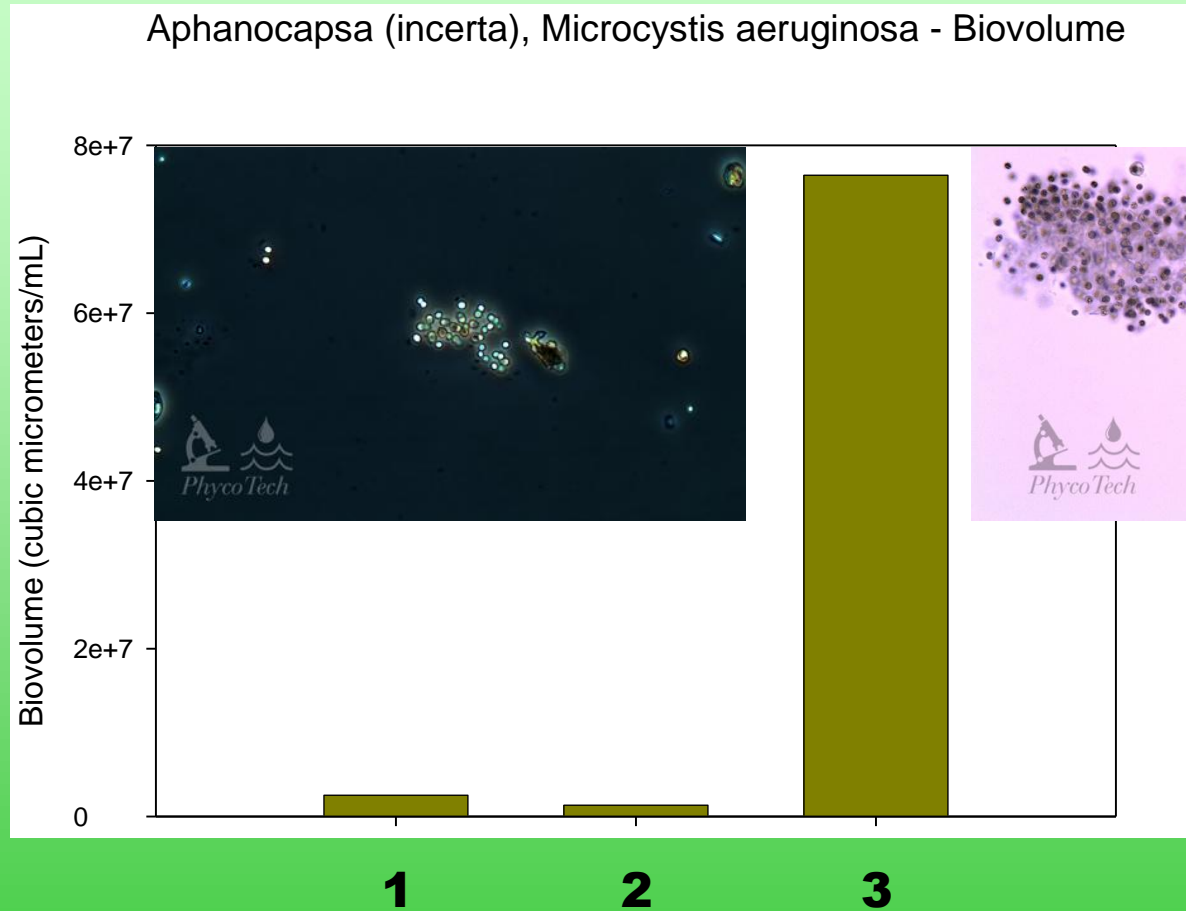 Aphanocapsa (incerta), Microcystis aeruginosa - Biovolume
Biovolume (cubic micrometers/mL)
8e+7
6e+7
4e+7
2e+7
0
PhycoTech
PhycoTech
1
2
3